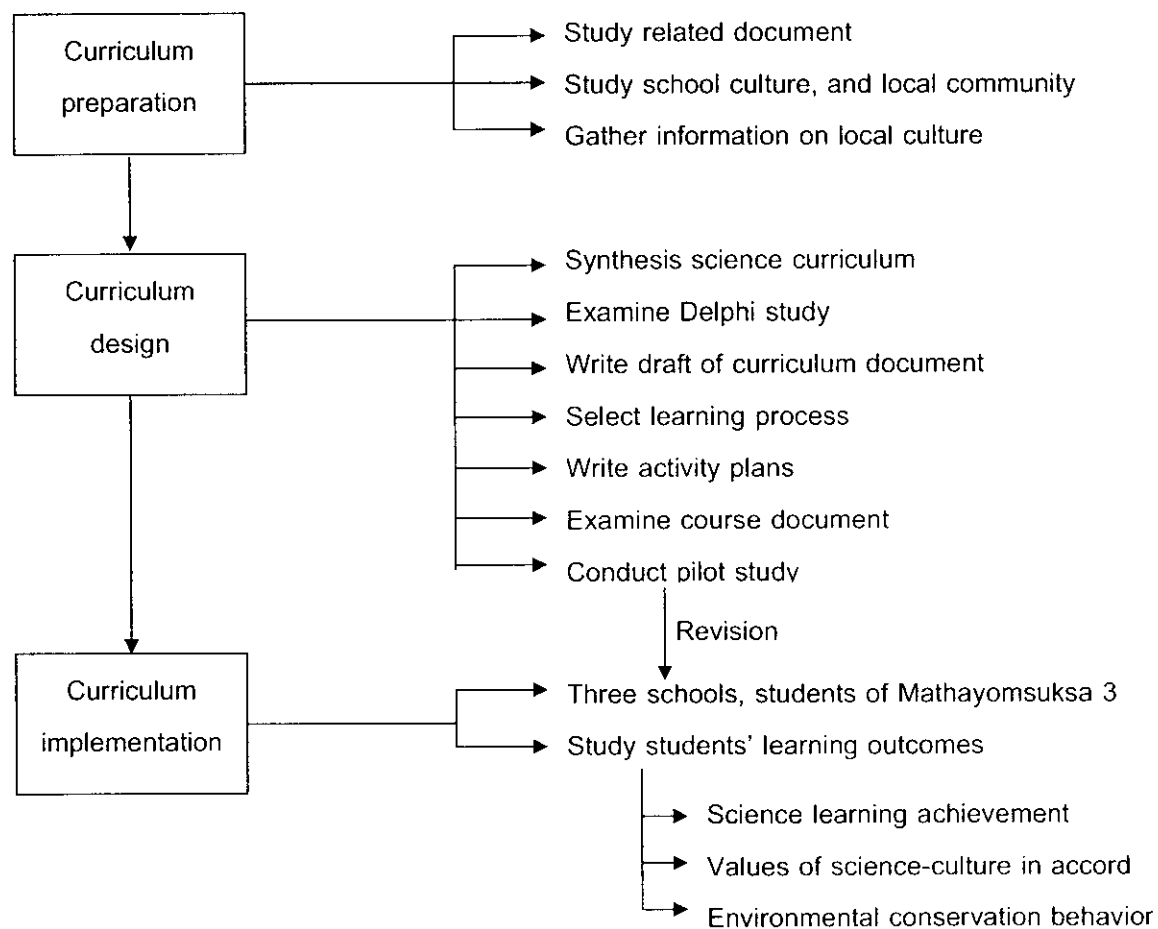 Curriculum
preparation
Study related document
Study school culture, and local community
Gather information on local culture
Curriculum
design
Synthesis science curriculum
Examine Delphi study
Write draft of curriculum document
Select learning process
Write activity plans
Examine course document
Conduct pilot study
Revision
Curriculum
implementation
Three schools, students of Mathayomsuksa 3
Study students' learning outcomes
Science learning achievement
Values of science-culture in accord
Environmental conservation behavior